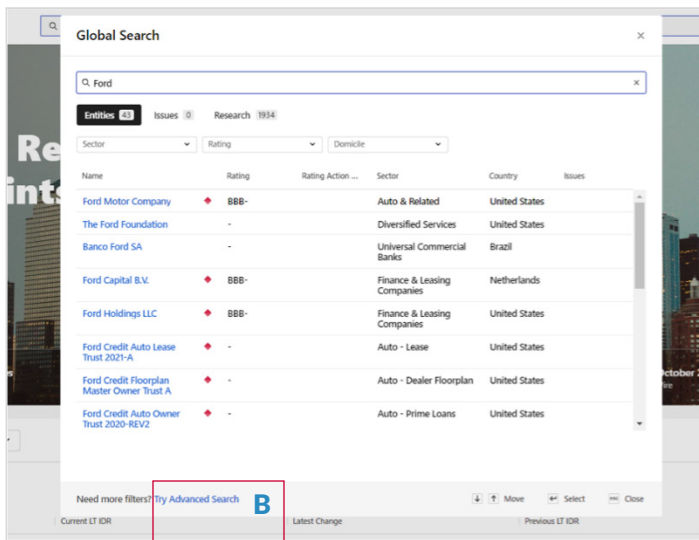 Global Search
Ford
Entities 43 Issues 0 Research 1934
Sector Rating Domicile
Name Rating Rating Action ... Sector Country Issues
Ford Motor Company BBB- Auto & Related United States
The Ford Foundation - Diversified Services United States
Banco Ford SA - Universal Commercial Banks Brazil
Ford Capital B.V. BBB- Finance & Leasing Companies Netherlands
Ford Holdings LLC BBB- Finance & Leasing Companies United States
Ford Credit Auto Lease Trust 2021-A - Auto - Lease United States
Ford Credit Floorplan Master Owner Trust A - Auto - Dealer Floorplan United States
Ford Credit Auto Owner Trust 2020-REV2 - Auto - Prime Loans United States
Need more filters? Try Advanced Search B Move Select Close
Current LT IDR Latest Change Previous LT IDR
Re
int
October